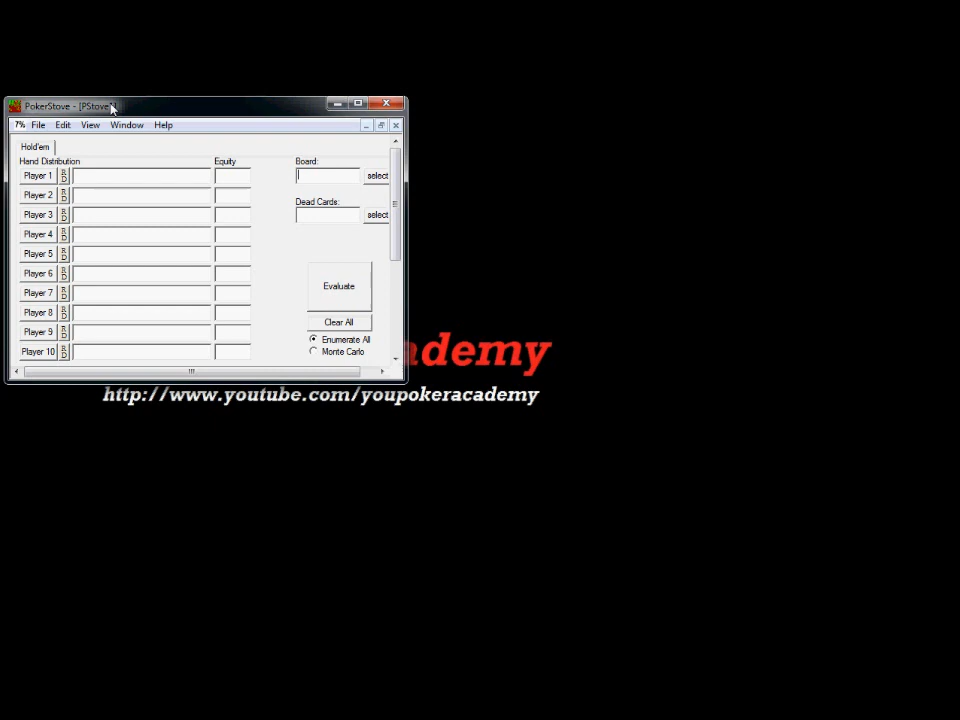 PokerStove - [PStove1]
7% File Edit View Window Help
Hold'em
Hand Distribution Equity Board:
Player 1 R D select
Player 2 R D
Dead Cards:
Player 3 R D select
Player 4 R D
Player 5 R D
Player 6 R D
Evaluate
Player 7 R D
Player 8 R D
Clear All
Player 9 R D
Enumerate All
Player 10 R D
Monte Carlo
ademy
http://www.youtube.com/youpokeracademy